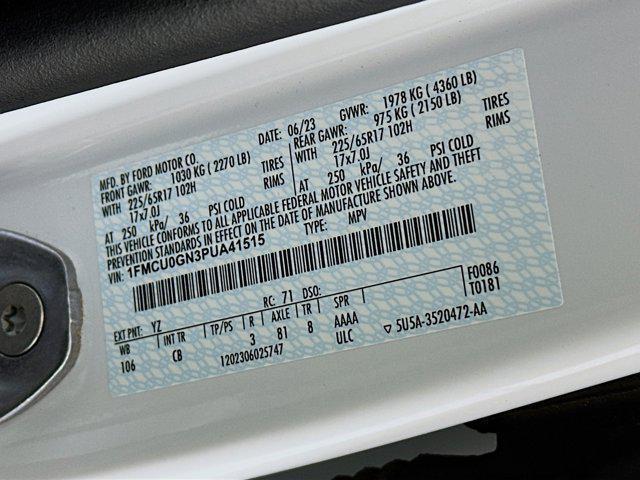 MFD. BY FORD MOTOR CO. DATE: 06/23 GVWR: 1978 KG ( 4360 LB)
FRONT GAWR: 1030 KG ( 2270 LB) REAR GAWR: 975 KG ( 2150 LB)
WITH 225/65R17 102H TIRES WITH 225/65R17 102H TIRES
17x7.0J RIMS 17x7.0J RIMS
AT 250 kPa/ 36 PSI COLD AT 250 kPa/ 36 PSI COLD
THIS VEHICLE CONFORMS TO ALL APPLICABLE FEDERAL MOTOR VEHICLE SAFETY AND THEFT
PREVENTION STANDARDS IN EFFECT ON THE DATE OF MANUFACTURE SHOWN ABOVE.
VIN: 1FMCU0GN3PUA41515 TYPE: MPV
F0086
RC: 71 DSO: T0181
EXT PNT: YZ
WB INT TR TP/PS R AXLE TR SPR
106 CB 3 81 8 AAAA
1202306025747 ULC 5U5A-3520472-AA